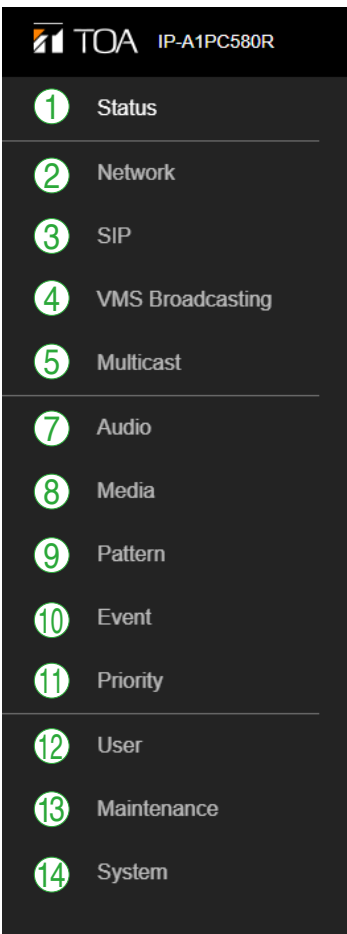 TOA IP-A1PC580R
1 Status
2 Network
3 SIP
4 VMS Broadcasting
5 Multicast
7 Audio
8 Media
9 Pattern
10 Event
11 Priority
12 User
13 Maintenance
14 System